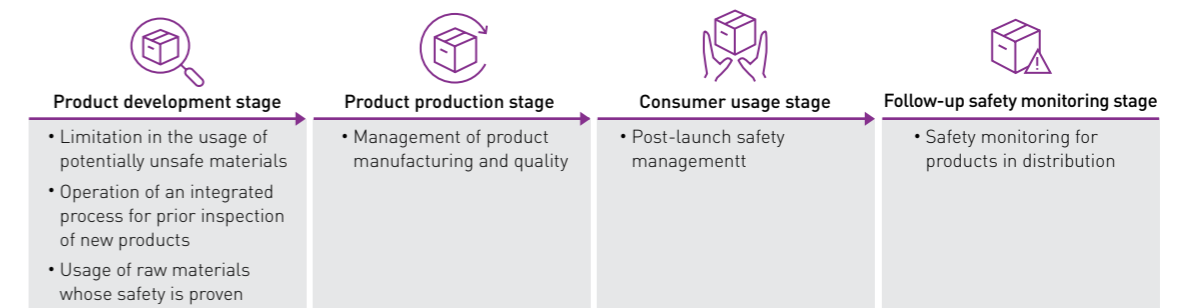 Product development stage
• Limitation in the usage of
potentially unsafe materials
• Operation of an integrated
process for prior inspection
of new products
• Usage of raw materials
whose safety is proven
Product production stage
• Management of product
manufacturing and quality
Consumer usage stage
• Post-launch safety
managementt
Follow-up safety monitoring stage
• Safety monitoring for
products in distribution